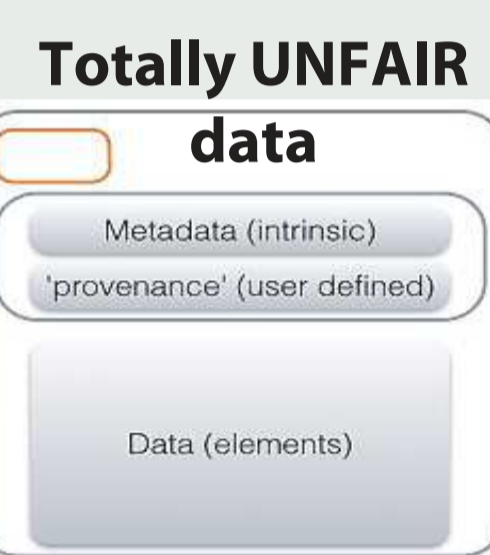 Totally UNFAIR
data
Metadata (intrinsic)
'provenance' (user defined)
Data (elements)